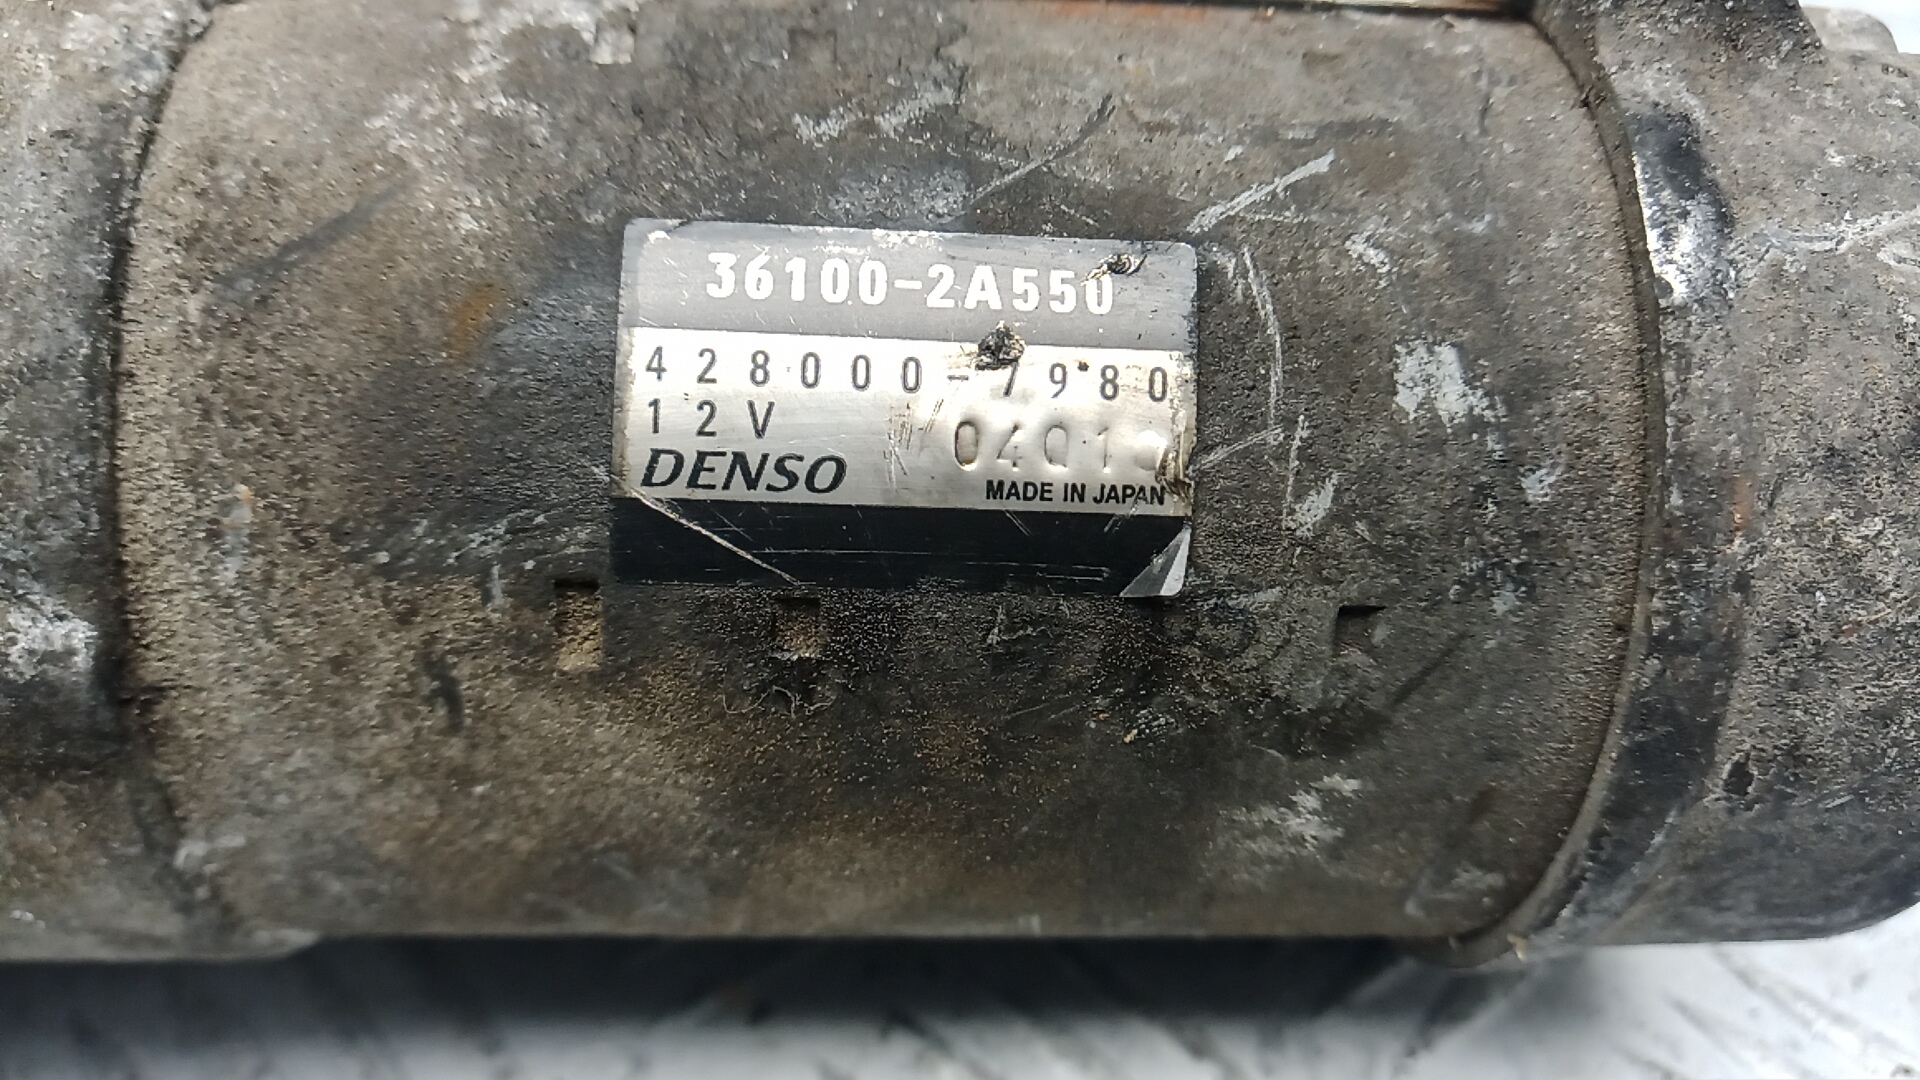 36100-2A550
428000-7980
12V
DENSO
MADE IN JAPAN